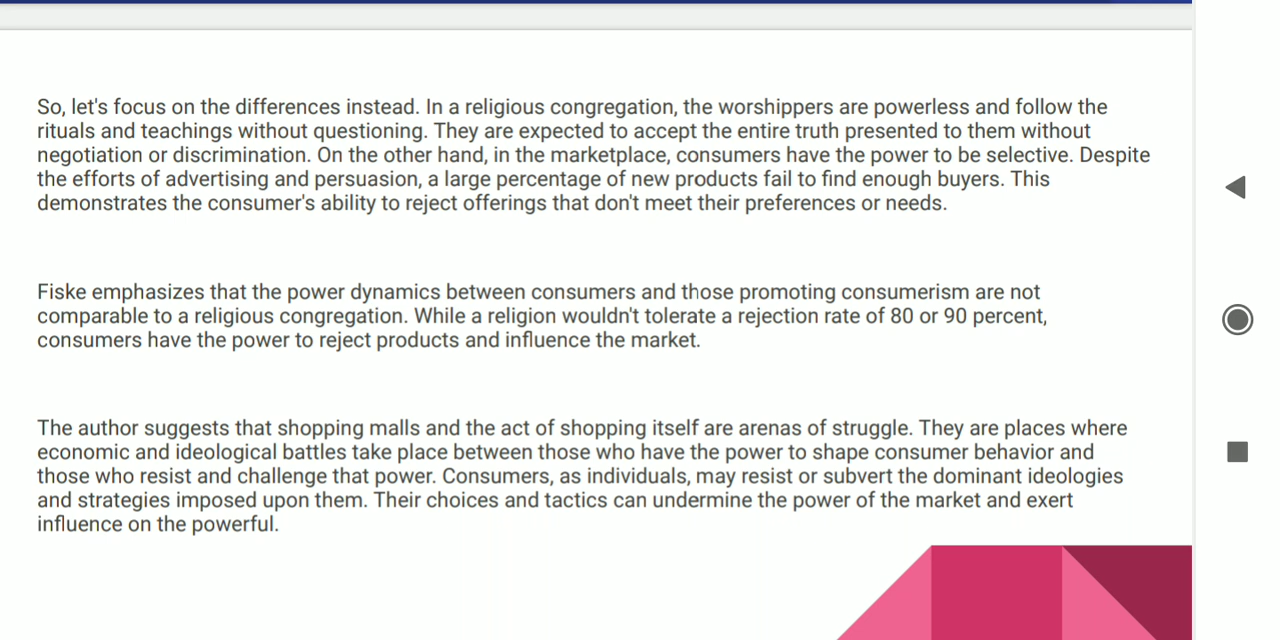 So, let's focus on the differences instead. In a religious congregation, the worshippers are powerless and follow the
rituals and teachings without questioning. They are expected to accept the entire truth presented to them without
negotiation or discrimination. On the other hand, in the marketplace, consumers have the power to be selective. Despite
the efforts of advertising and persuasion, a large percentage of new products fail to find enough buyers. This
demonstrates the consumer's ability to reject offerings that don't meet their preferences or needs.
Fiske emphasizes that the power dynamics between consumers and those promoting consumerism are not
comparable to a religious congregation. While a religion wouldn't tolerate a rejection rate of 80 or 90 percent,
consumers have the power to reject products and influence the market.
The author suggests that shopping malls and the act of shopping itself are arenas of struggle. They are places where
economic and ideological battles take place between those who have the power to shape consumer behavior and
those who resist and challenge that power. Consumers, as individuals, may resist or subvert the dominant ideologies
and strategies imposed upon them. Their choices and tactics can undermine the power of the market and exert
influence on the powerful.